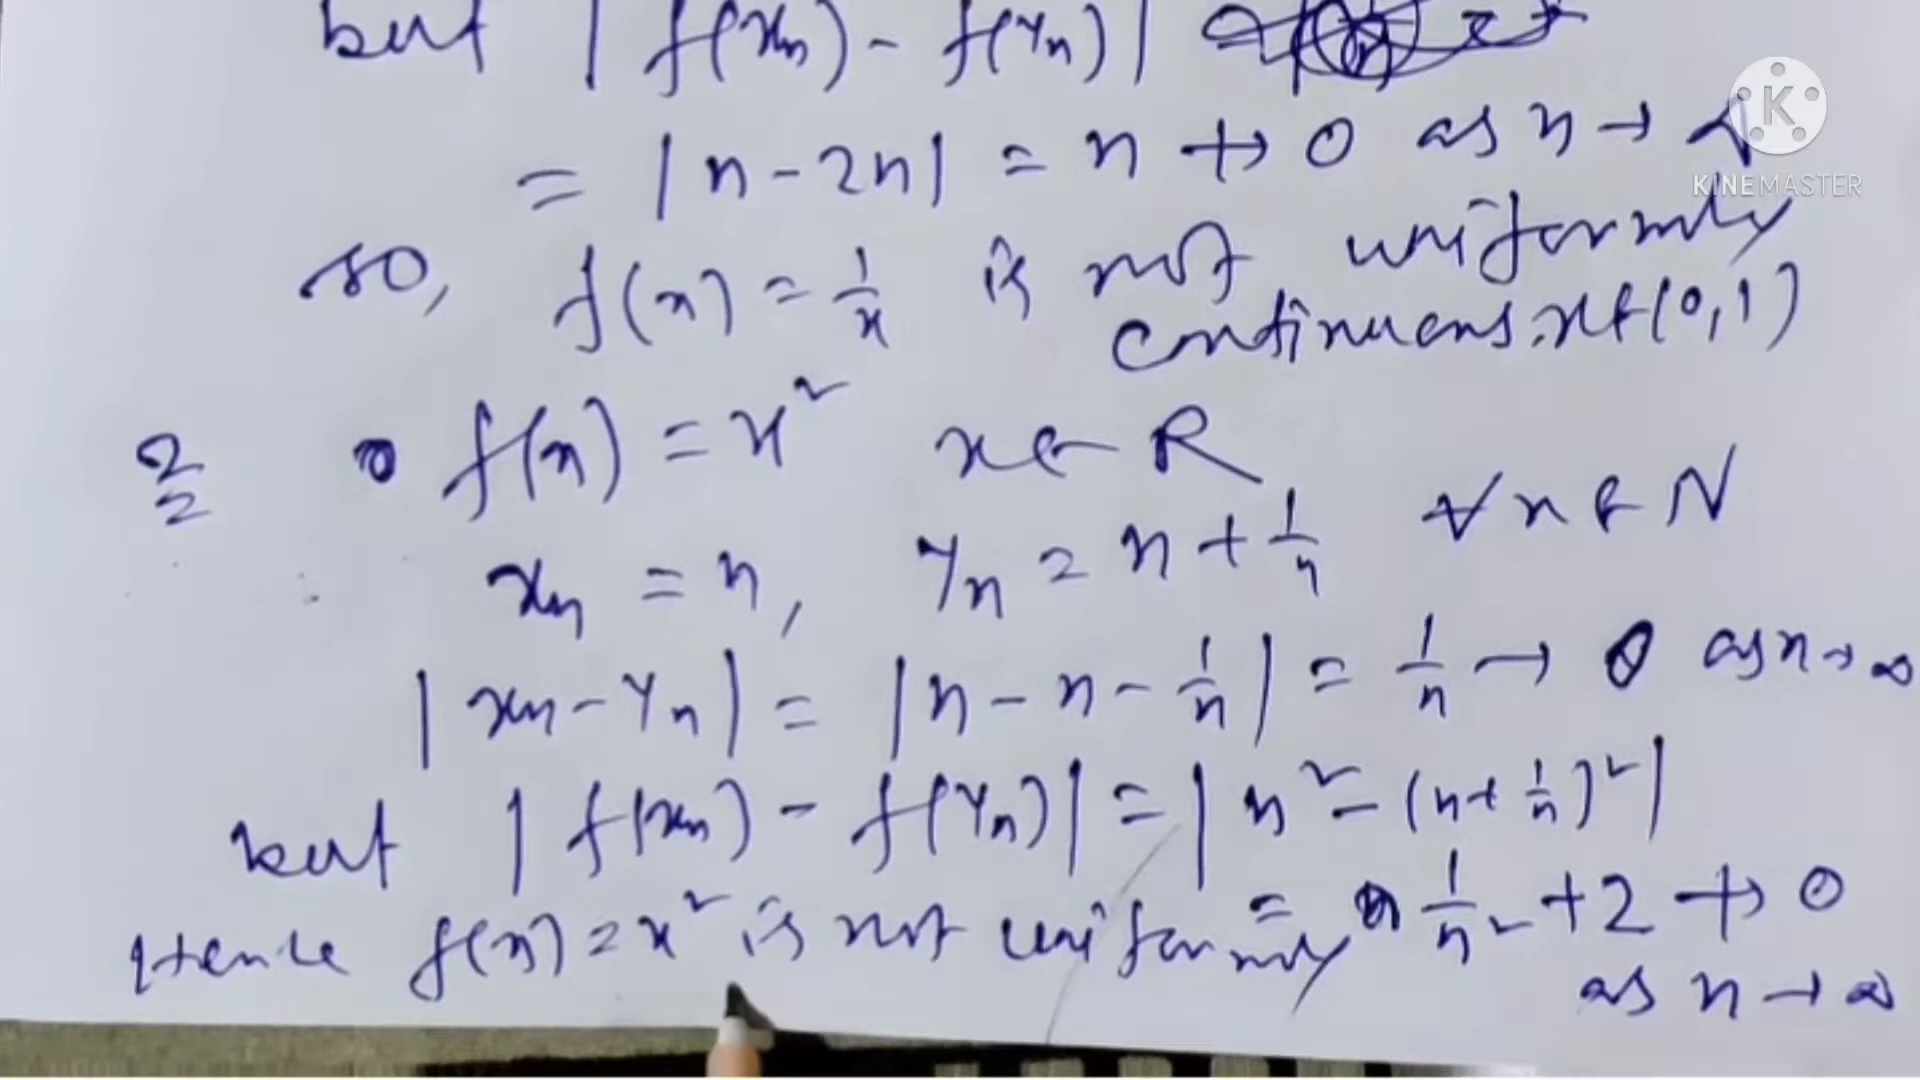 but | f(xn) - f(yn) |
= | n - 2n | = n ↛ 0 as n → ∞
KINEMASTER
so, f(x) = 1/x is not uniformly
continuous. x∈(0,1)
2 f(x) = x² x∈R
xn = n, yn = n + 1/n ∀ n∈N
| xn - yn | = | n - n - 1/n | = 1/n → 0 as n → ∞
but | f(xn) - f(yn) | = | n² - (n + 1/n)² |
= 1/n² + 2 ↛ 0
as n → ∞
Hence f(x) = x² is not uniformly